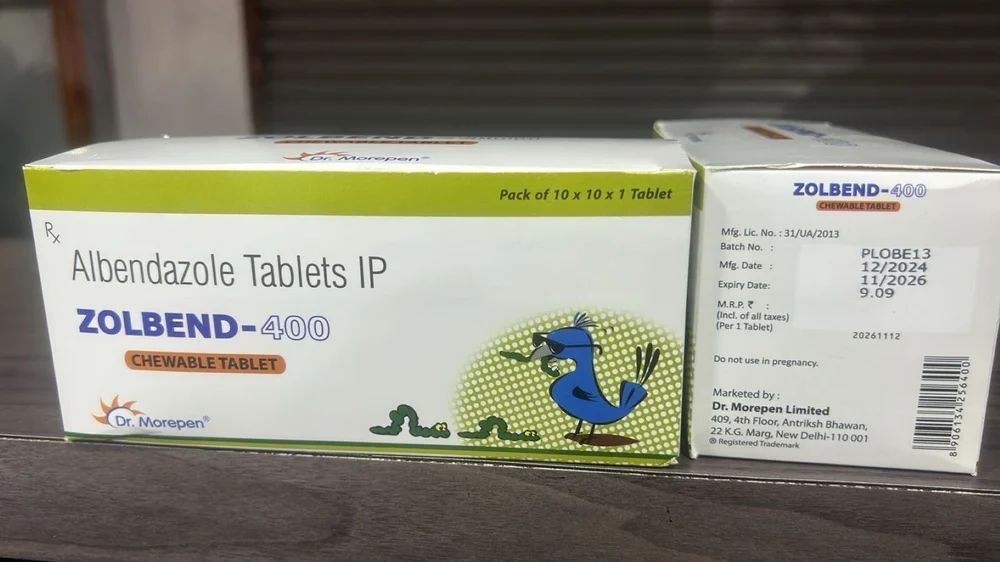 Dr. Morepen®
Pack of 10 x 10 x 1 Tablet
Rx
Albendazole Tablets IP
ZOLBEND-400
CHEWABLE TABLET
Dr. Morepen®
ZOLBEND-400
CHEWABLE TABLET
Mfg. Lic. No. : 31/UA/2013
Batch No. : PLOBE13
Mfg. Date : 12/2024
Expiry Date: 11/2026
M.R.P. ₹ : 9.09
(Incl. of all taxes)
(Per 1 Tablet)
20261112
Do not use in pregnancy.
Marketed by :
Dr. Morepen Limited
409, 4th Floor, Antriksh Bhawan,
22 K.G. Marg, New Delhi-110 001
® Registered Trademark
8906134256400